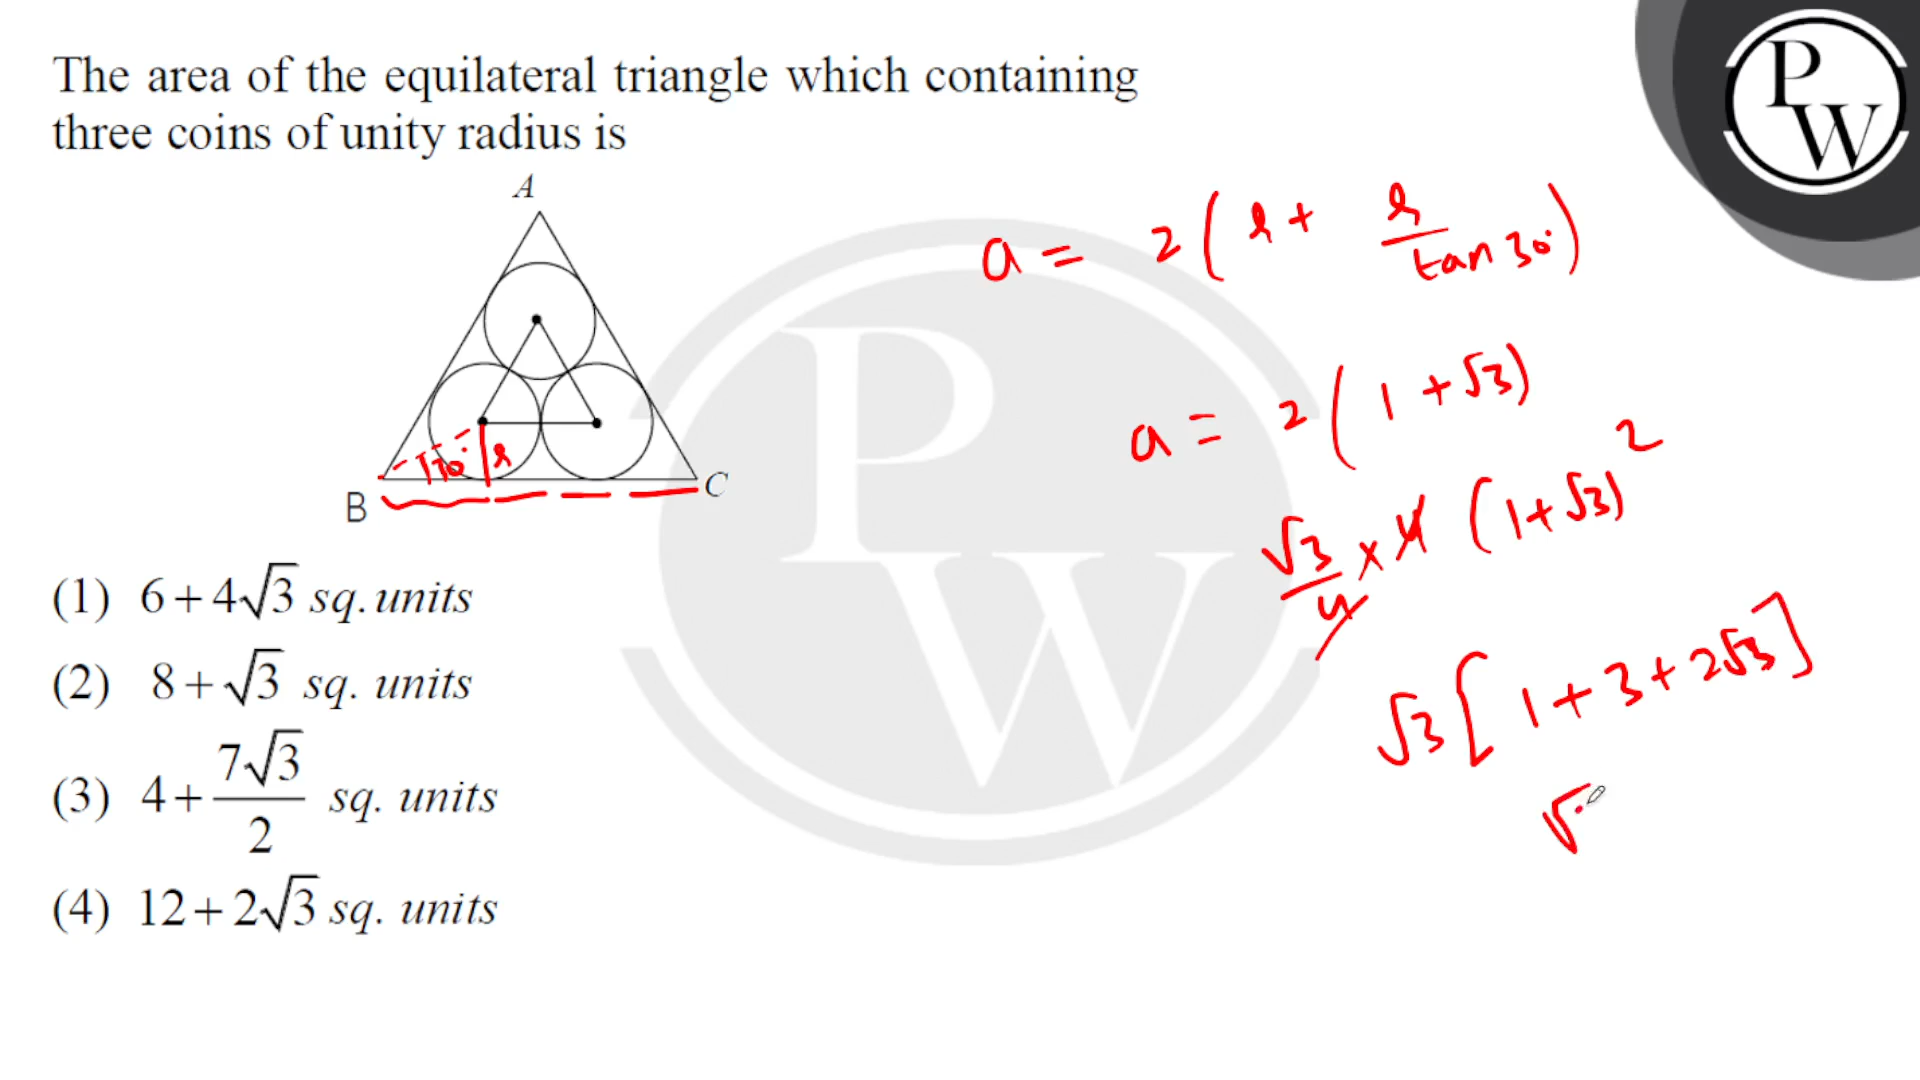 The area of the equilateral triangle which containing
three coins of unity radius is
A
B
C
30°
r
(1) 6 + 4√3 sq. units
(2) 8 + √3 sq. units
(3) 4 + 7√3/2 sq. units
(4) 12 + 2√3 sq. units
a = 2(r + r/tan 30°)
a = 2(1 + √3)
√3/4 × 4 (1 + √3)²
√3[1 + 3 + 2√3]
√
P
W
P
W